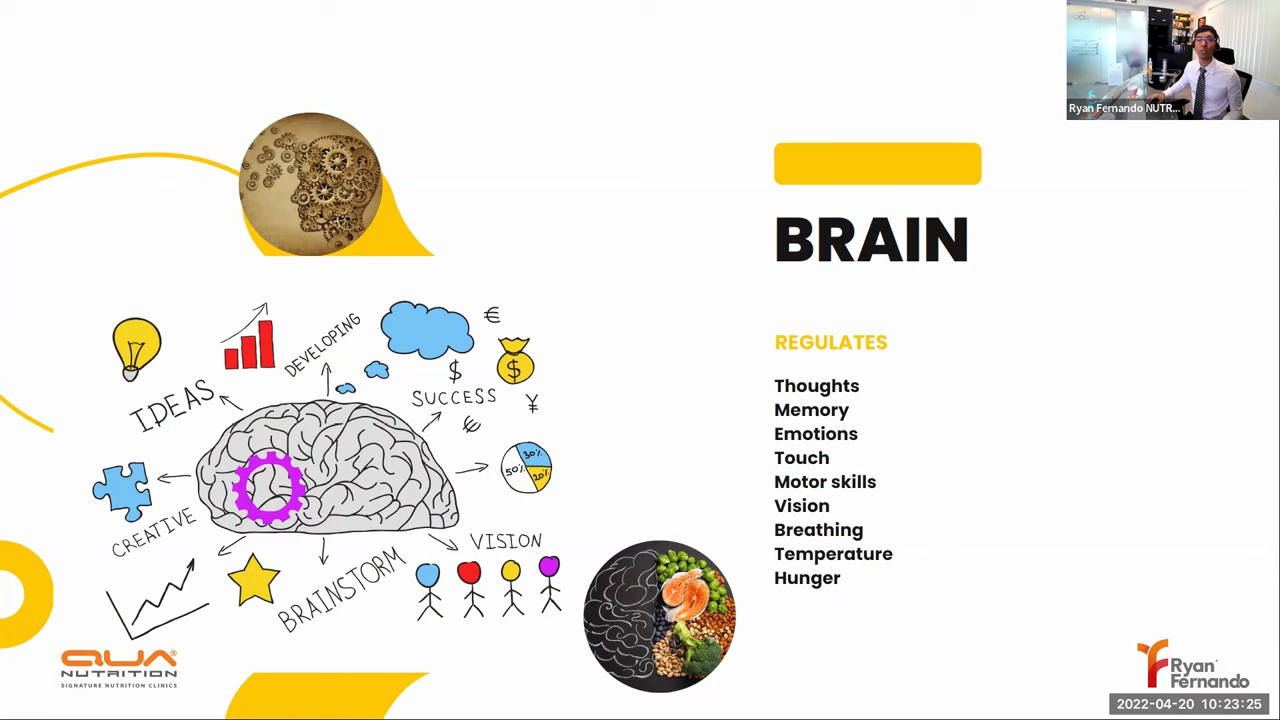 Ryan Fernando NUTR...
BRAIN
REGULATES
Thoughts
Memory
Emotions
Touch
Motor skills
Vision
Breathing
Temperature
Hunger
DEVELOPING
€
$
$
SUCCESS
¥
€
IDEAS
30%
50%
20%
CREATIVE
VISION
BRAINSTORM
QUA®
NUTRITION
SIGNATURE NUTRITION CLINICS
Ryan
Fernando
2022-04-20 10:23:25